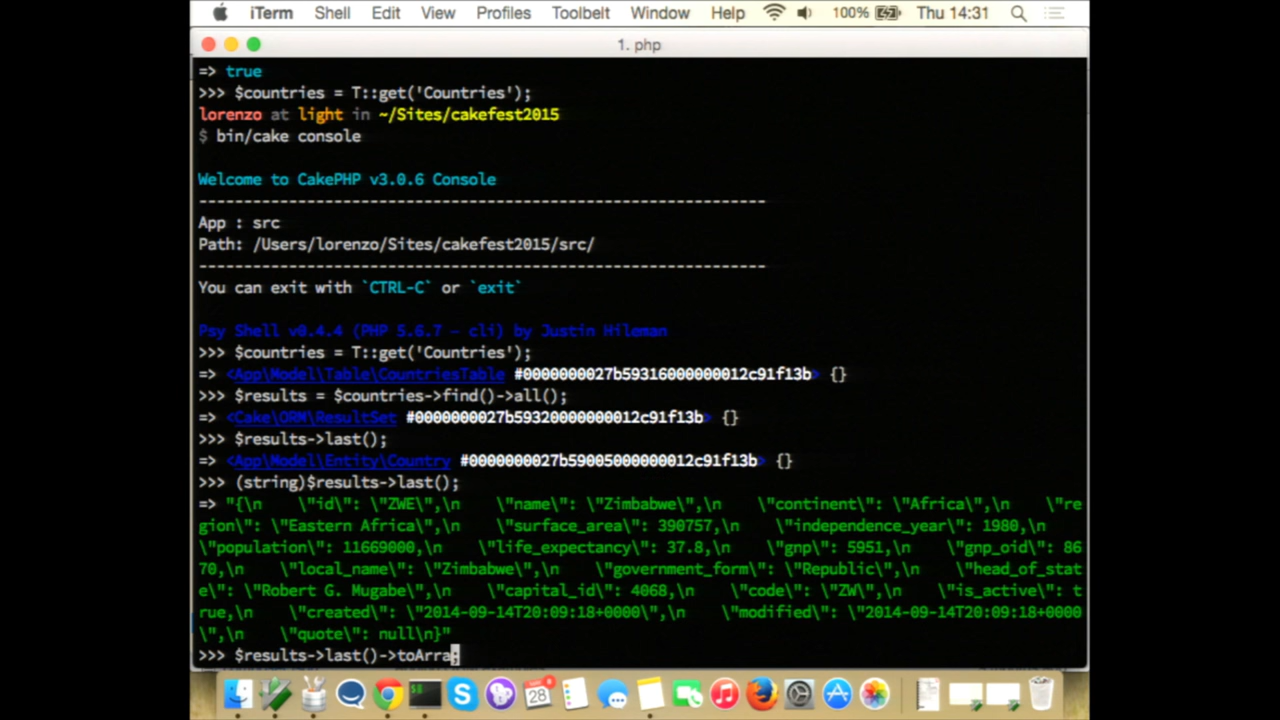 iTerm Shell Edit View Profiles Toolbelt Window Help 100% Thu 14:31
1. php
=> true
>>> $countries = T::get('Countries');
lorenzo at light in ~/Sites/cakefest2015
$ bin/cake console
Welcome to CakePHP v3.0.6 Console
---------------------------------------------------------------
App : src
Path: /Users/lorenzo/Sites/cakefest2015/src/
---------------------------------------------------------------
You can exit with `CTRL-C` or `exit`
Psy Shell v0.4.4 (PHP 5.6.7 — cli) by Justin Hileman
>>> $countries = T::get('Countries');
=> <App\Model\Table\CountriesTable #0000000027b59316000000012c91f13b> {}
>>> $results = $countries->find()->all();
=> <Cake\ORM\ResultSet #0000000027b59320000000012c91f13b> {}
>>> $results->last();
=> <App\Model\Entity\Country #0000000027b59005000000012c91f13b> {}
>>> (string)$results->last();
=> "{\n    \"id\": \"ZWE\",\n    \"name\": \"Zimbabwe\",\n    \"continent\": \"Africa\",\n    \"re
gion\": \"Eastern Africa\",\n    \"surface_area\": 390757,\n    \"independence_year\": 1980,\n
\"population\": 11669000,\n    \"life_expectancy\": 37.8,\n    \"gnp\": 5951,\n    \"gnp_oid\": 86
70,\n    \"local_name\": \"Zimbabwe\",\n    \"government_form\": \"Republic\",\n    \"head_of_stat
e\": \"Robert G. Mugabe\",\n    \"capital_id\": 4068,\n    \"code\": \"ZW\",\n    \"is_active\": t
rue,\n    \"created\": \"2014-09-14T20:09:18+0000\",\n    \"modified\": \"2014-09-14T20:09:18+0000
\",\n    \"quote\": null\n}"
>>> $results->last()->toArra;
28